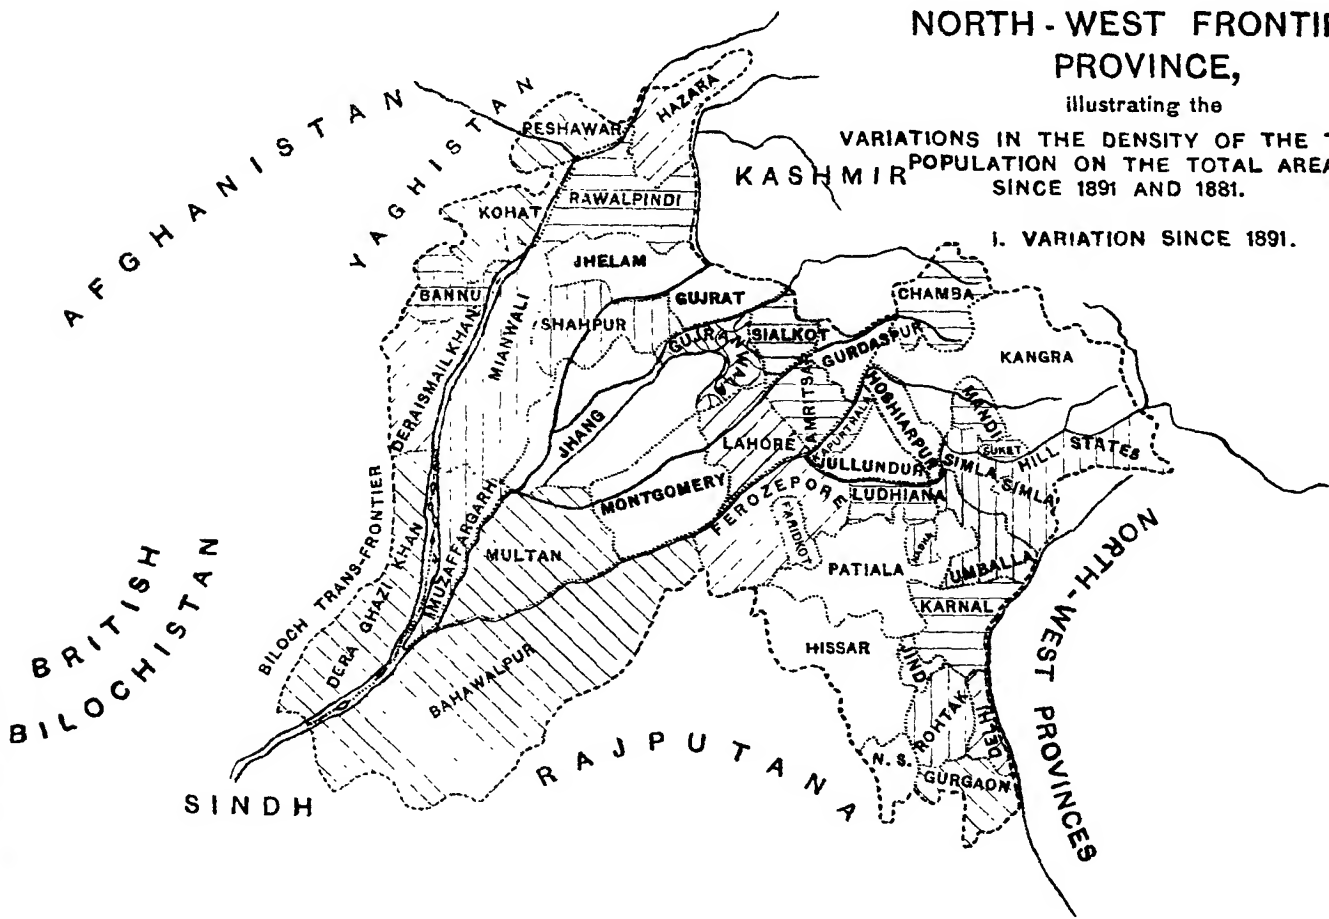 NORTH-WEST FRONTI
PROVINCE,
illustrating the
VARIATIONS IN THE DENSITY OF THE T
POPULATION ON THE TOTAL AREA
SINCE 1891 AND 1881.
I. VARIATION SINCE 1891.
AFGHANISTAN
YAGHISTAN
KASHMIR
PESHAWAR
HAZARA
KOHAT
RAWALPINDI
JHELAM
BANNU
GUJRAT
CHAMBA
SHAHPUR
SIALKOT
GURDASPUR
KANGRA
MIANWALI
DERAISMAILKHAN
GUJRANWALA
AMRITSAR
HOSHIARPUR
KAPURTHALA
MANDI
SUKET
JHANG
LAHORE
JULLUNDUR
SIMLA HILL STATES
SIMLA
MONTGOMERY
FEROZEPORE
LUDHIANA
FARIDKOT
NABHA
MULTAN
MUZAFFARGARH
PATIALA
UMBALLA
KARNAL
BILOCH TRANS-FRONTIER
DERA GHAZI KHAN
BAHAWALPUR
HISSAR
JIND
ROHTAK
DELHI
N. S.
GURGAON
BRITISH
BILOCHISTAN
SINDH
RAJPUTANA
NORTH-WEST PROVINCES